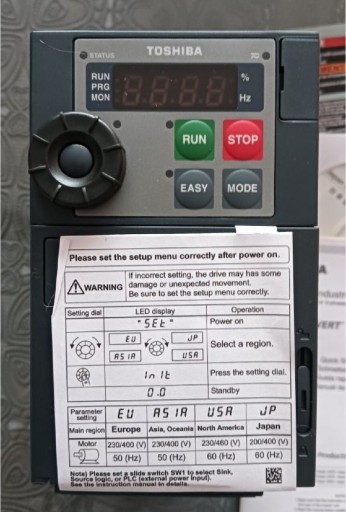 STATUS TOSHIBA
RUN
PRG
MON
%
Hz
RUN STOP
EASY MODE
Please set the setup menu correctly after power on.
WARNING
If incorrect setting, the drive may has some
damage or unexpected movement.
Be sure to set the setup menu correctly.
Setting dial LED display Operation
"SEt" Power on
EU JP
ASIA USA
Select a region.
InIt Press the setting dial.
0.0 Standby
Parameter setting EU ASIA USA JP
Main region Europe Asia, Oceania North America Japan
Motor 230/400 (V) 230/400 (V) 230/460 (V) 200/400 (V)
50 (Hz) 50 (Hz) 60 (Hz) 60 (Hz)
Note) Please set a slide switch SW1 to select Sink,
Source logic, or PLC (external power input).
See the instruction manual in details.